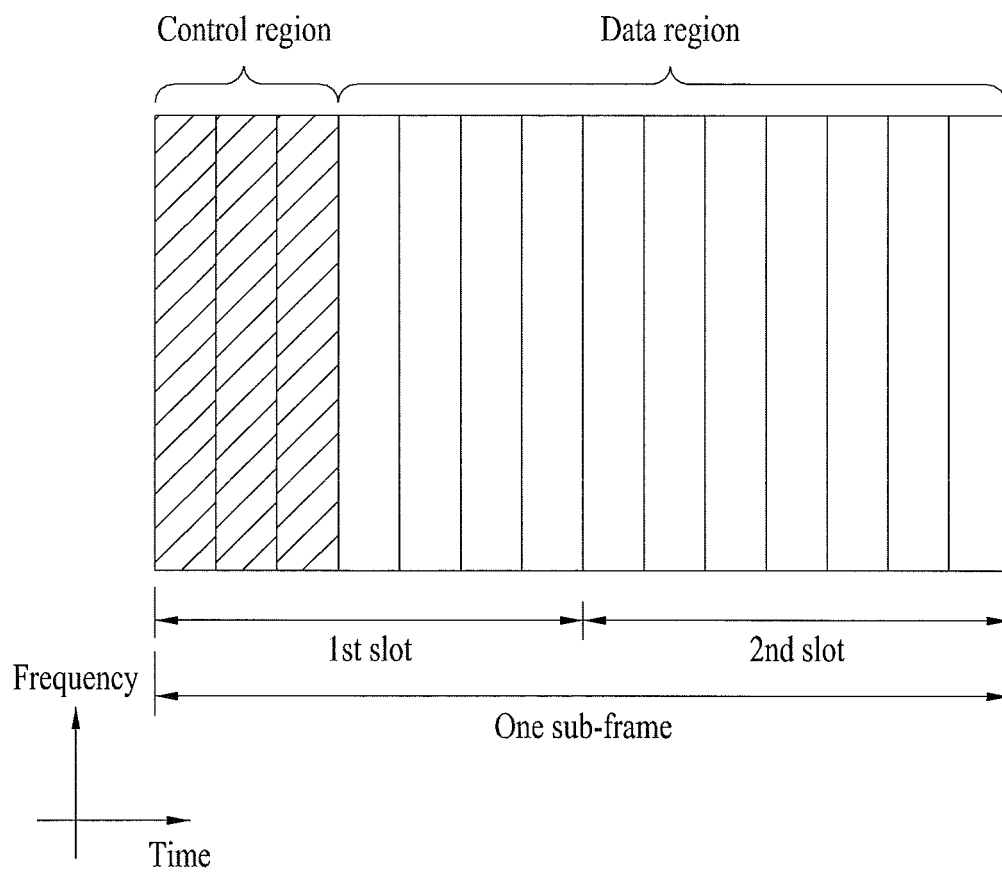 Control region
Data region
1st slot
2nd slot
One sub-frame
Frequency
Time